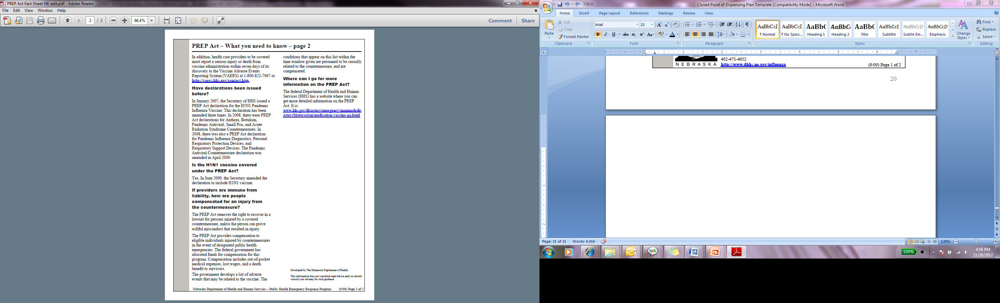 PREP Act Fact Sheet NE edit.pdf - Adobe Reader
File Edit View Window Help
2 / 2 66.4% Comment Share
PREP Act – What you need to know – page 2
In addition, health care providers to be covered
must report a serious injury or death from
vaccine administration within seven days of its
discovery to the Vaccine Adverse Events
Reporting System (VAERS) at 1-800-822-7967 or
http://vaers.hhs.gov/contact.htm
Have declarations been issued
before?
In January 2007, the Secretary of HHS issued a
PREP Act declaration for the H5N1 Pandemic
Influenza Vaccine. This declaration has been
amended three times. In 2008, there were PREP
Act declarations for Anthrax, Botulism,
Pandemic Antiviral, Small Pox, and Acute
Radiation Syndrome Countermeasures. In
2008, there was also a PREP Act declaration
for Pandemic Influenza Diagnostics, Personal
Respiratory Protection Devices, and
Respiratory Support Devices. The Pandemic
Antiviral Countermeasure declaration was
amended in April 2009.
Is the H1N1 vaccine covered
under the PREP Act?
Yes. In June 2009, the Secretary amended the
declaration to include H1N1 vaccine.
If providers are immune from
liability, how are people
compensated for an injury from
the countermeasure?
The PREP Act removes the right to recover in a
lawsuit for persons injured by a covered
countermeasure, unless the person can prove
willful misconduct that resulted in injury.
The PREP Act provides compensation to
eligible individuals injured by countermeasures
in the event of designated public health
emergencies. The federal government has
allocated funds for compensation for this
program. Compensation includes out-of-pocket
medical expenses, lost wages, and a death
benefit to survivors.
The government develops a list of adverse
events that may be related to the vaccine. The
conditions that appear on this list within the
time window given are presumed to be causally
related to the countermeasure, and are
compensated.
Where can I go for more
information on the PREP Act?
The federal Department of Health and Human
Services (HHS) has a website where you can
get more detailed information on the PREP
Act. It is:
www.hhs.gov/disasters/emergency/manmadedis
asters/bioterorism/medication-vaccine-qa.html
Developed by The Minnesota Department of Health.
This information does not constitute legal advice and you should
consult your attorney for such guidance.
Nebraska Department of Health and Human Servcies – Public Health Emergency Response Program (9/09) Page 2 of 2
Closed Point of Dispensing Plan Template [Compatibility Mode] - Microsoft Word
Home Insert Page Layout References Mailings Review View
Paste
Cut
Copy
Format Painter
Clipboard
Arial 11
B I U abc x₂ x² Aa
Font
Paragraph
AaBbCcI AaBbCcI AaBbC AaBbC AaBbC AaBbCcI AaBbCcD AaBbCcD
¶ Normal ¶ No Spaci... Heading 1 Heading 2 Title Subtitle Subtle Em... Emphasis
Change
Styles
Styles
Find
Replace
Select
Editing
1 1 2 3 4 5 6 7
NEBRASKA
402-471-4052
http://www.dhhs.ne.gov/influenza
(9/09) Page 1 of 2
20
1
2
Page: 21 of 21 Words: 4,416 120%
talk
100%
4:16 PM
11/28/2012